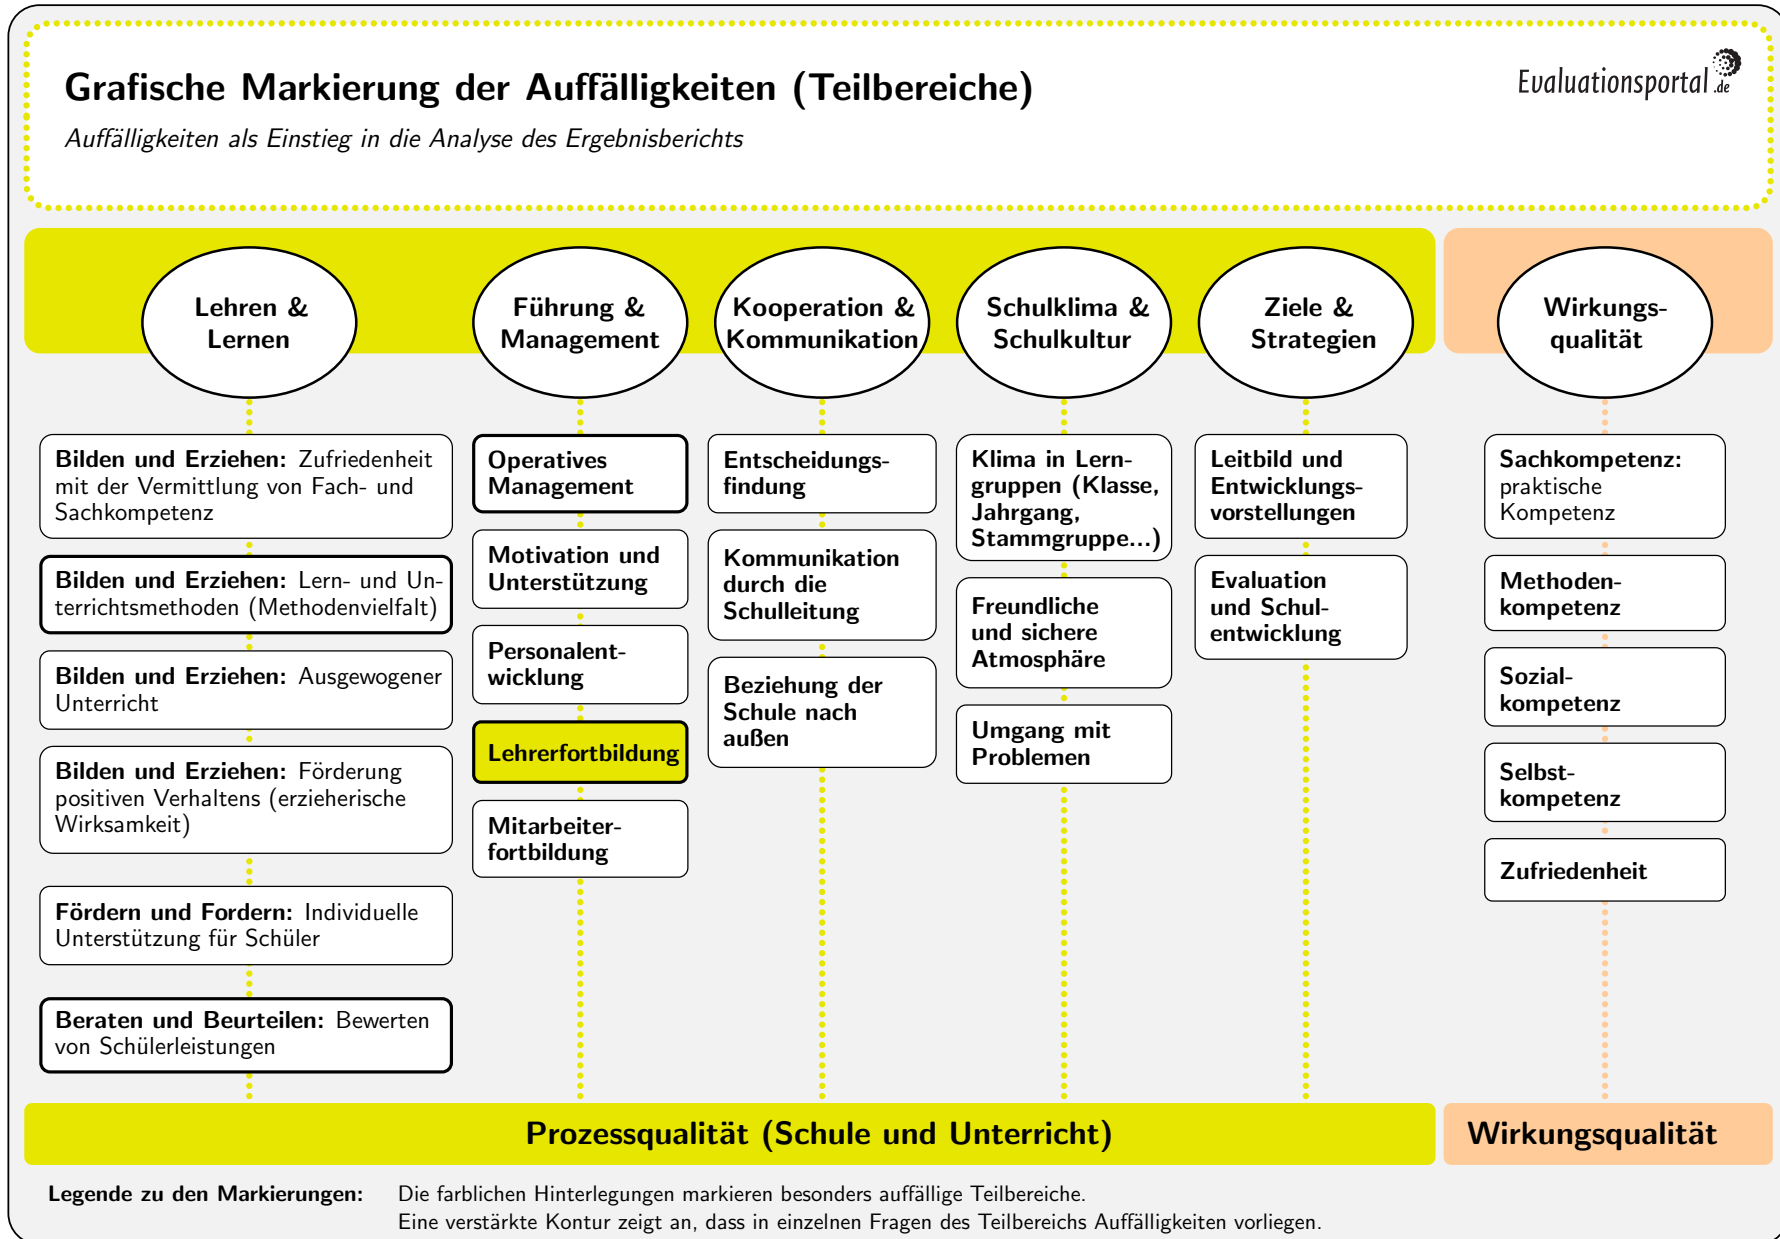 Grafische Markierung der Auffälligkeiten (Teilbereiche)
Auffälligkeiten als Einstieg in die Analyse des Ergebnisberichts
Evaluationsportal.de
Lehren &
Lernen
Führung &
Management
Kooperation &
Kommunikation
Schulklima &
Schulkultur
Ziele &
Strategien
Wirkungs-
qualität
Bilden und Erziehen: Zufriedenheit
mit der Vermittlung von Fach- und
Sachkompetenz
Bilden und Erziehen: Lern- und Un-
terrichtsmethoden (Methodenvielfalt)
Bilden und Erziehen: Ausgewogener
Unterricht
Bilden und Erziehen: Förderung
positiven Verhaltens (erzieherische
Wirksamkeit)
Fördern und Fordern: Individuelle
Unterstützung für Schüler
Beraten und Beurteilen: Bewerten
von Schülerleistungen
Operatives
Management
Motivation und
Unterstützung
Personalent-
wicklung
Lehrerfortbildung
Mitarbeiter-
fortbildung
Entscheidungs-
findung
Kommunikation
durch die
Schulleitung
Beziehung der
Schule nach
außen
Klima in Lern-
gruppen (Klasse,
Jahrgang,
Stammgruppe...)
Freundliche
und sichere
Atmosphäre
Umgang mit
Problemen
Leitbild und
Entwicklungs-
vorstellungen
Evaluation
und Schul-
entwicklung
Sachkompetenz:
praktische
Kompetenz
Methoden-
kompetenz
Sozial-
kompetenz
Selbst-
kompetenz
Zufriedenheit
Prozessqualität (Schule und Unterricht)
Wirkungsqualität
Legende zu den Markierungen: Die farblichen Hinterlegungen markieren besonders auffällige Teilbereiche.
Eine verstärkte Kontur zeigt an, dass in einzelnen Fragen des Teilbereichs Auffälligkeiten vorliegen.